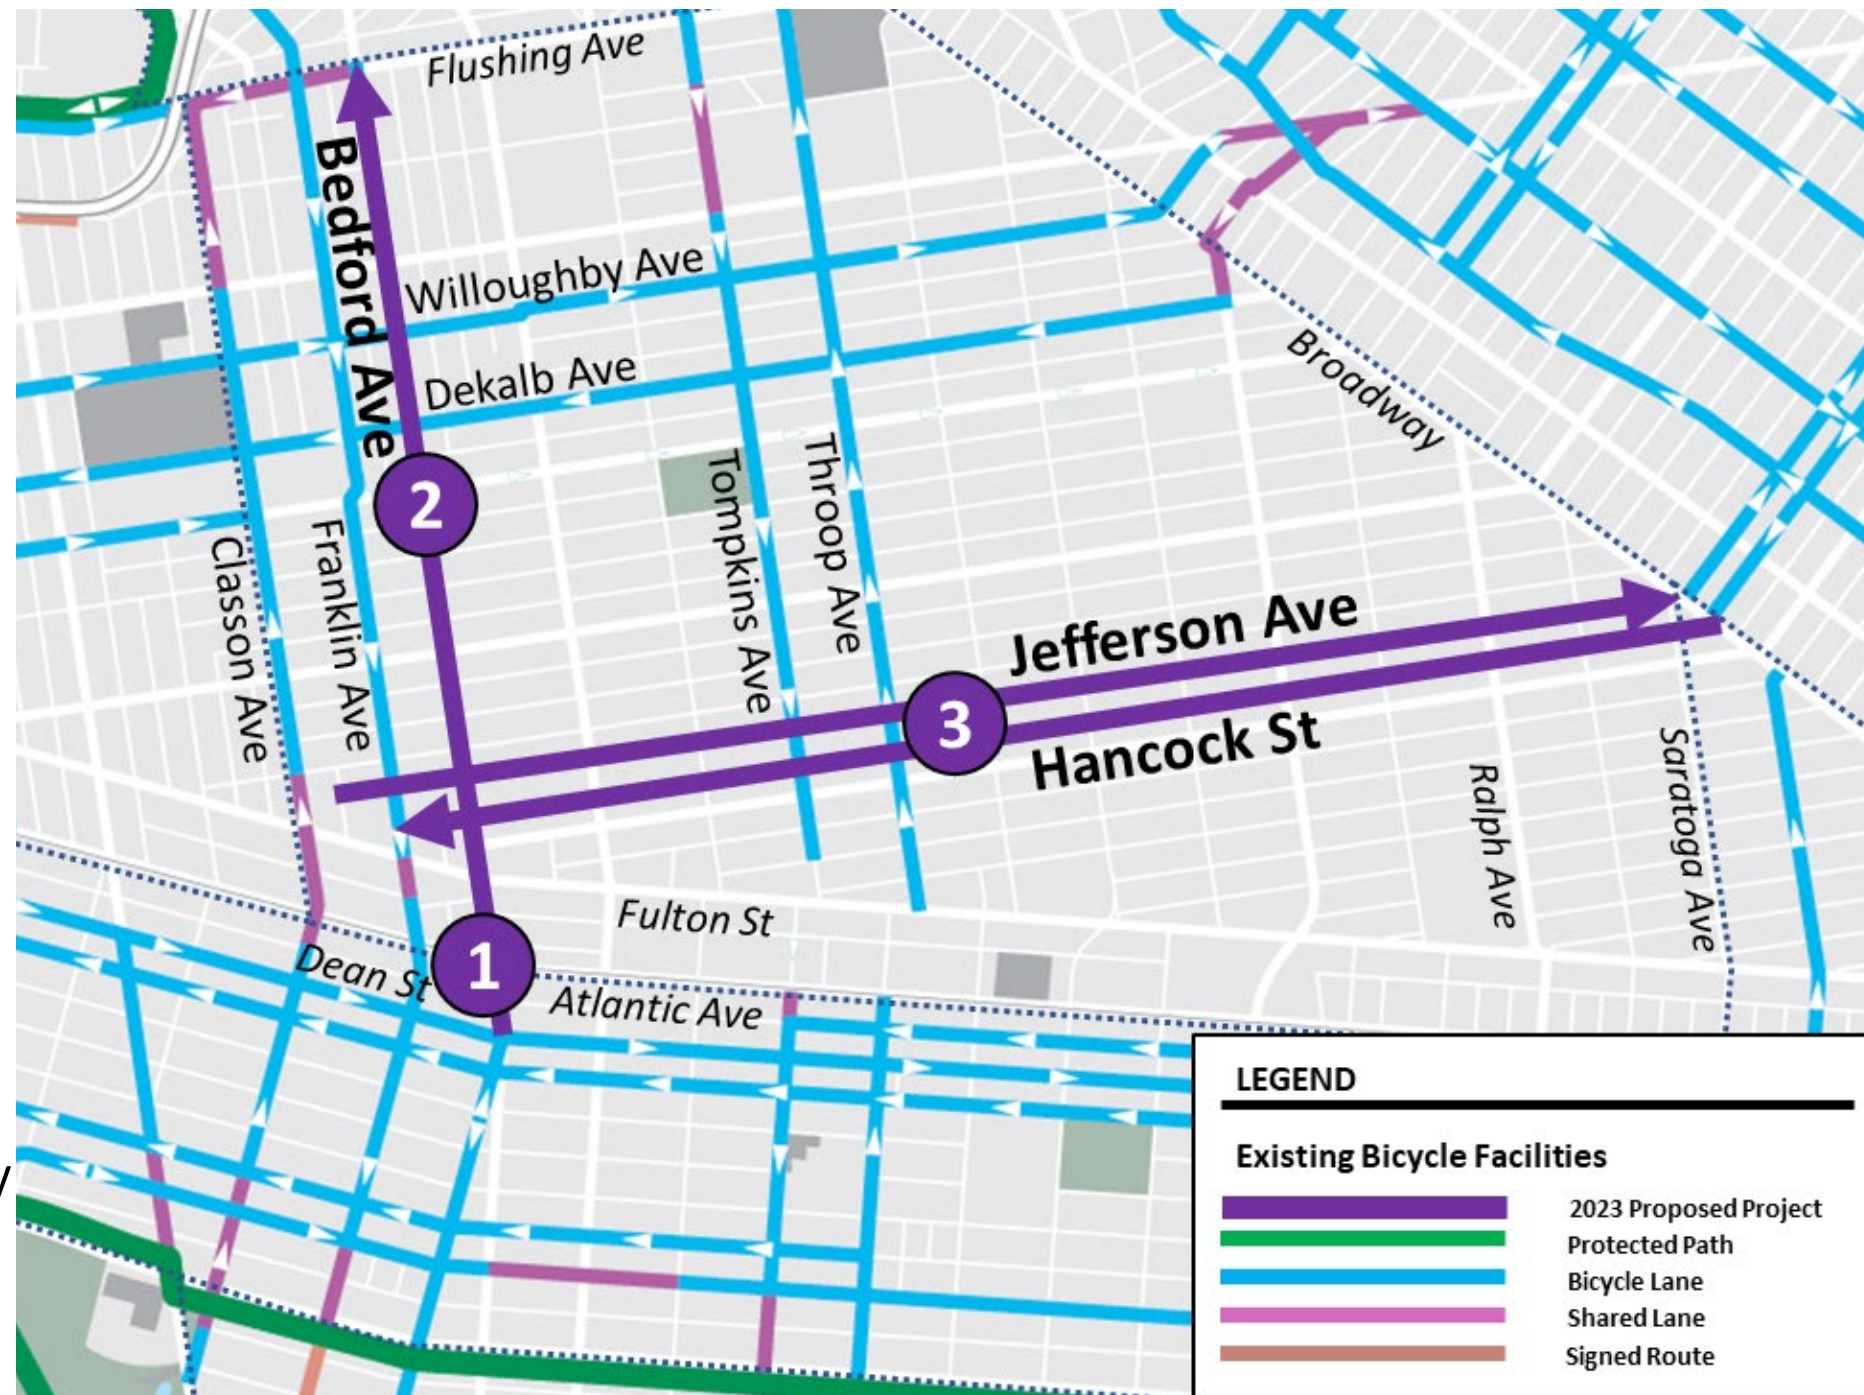 Flushing Ave
Bedford Ave
Willoughby Ave
Dekalb Ave
Broadway
2
Tompkins Ave
Throop Ave
Classon Ave
Franklin Ave
Jefferson Ave
3
Hancock St
Ralph Ave
Saratoga Ave
Fulton St
1
Dean St
Atlantic Ave
LEGEND
Existing Bicycle Facilities
2023 Proposed Project
Protected Path
Bicycle Lane
Shared Lane
Signed Route